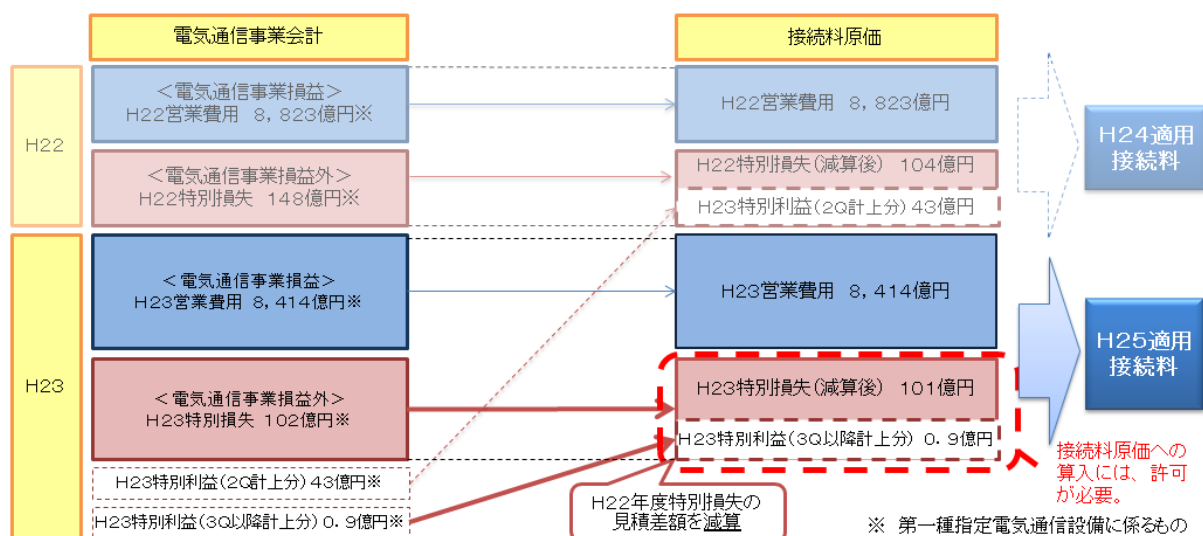 電気通信事業会計
接続料原価
H22
＜電気通信事業損益＞
H22営業費用 8，823億円※
H22営業費用 8，823億円
＜電気通信事業損益外＞
H22特別損失 148億円※
H22特別損失（減算後） 104億円
H23特別利益（2Q計上分）43億円
H24適用
接続料
H23
＜電気通信事業損益＞
H23営業費用 8，414億円※
H23営業費用 8，414億円
＜電気通信事業損益外＞
H23特別損失 102億円※
H23特別損失（減算後） 101億円
H23特別利益（3Q以降計上分） 0．9億円
H25適用
接続料
H23特別利益（2Q計上分）43億円※
H23特別利益（3Q以降計上分）0．9億円※
H22年度特別損失の
見積差額を減算
接続料原価への
算入には、許可
が必要。
※ 第一種指定電気通信設備に係るもの